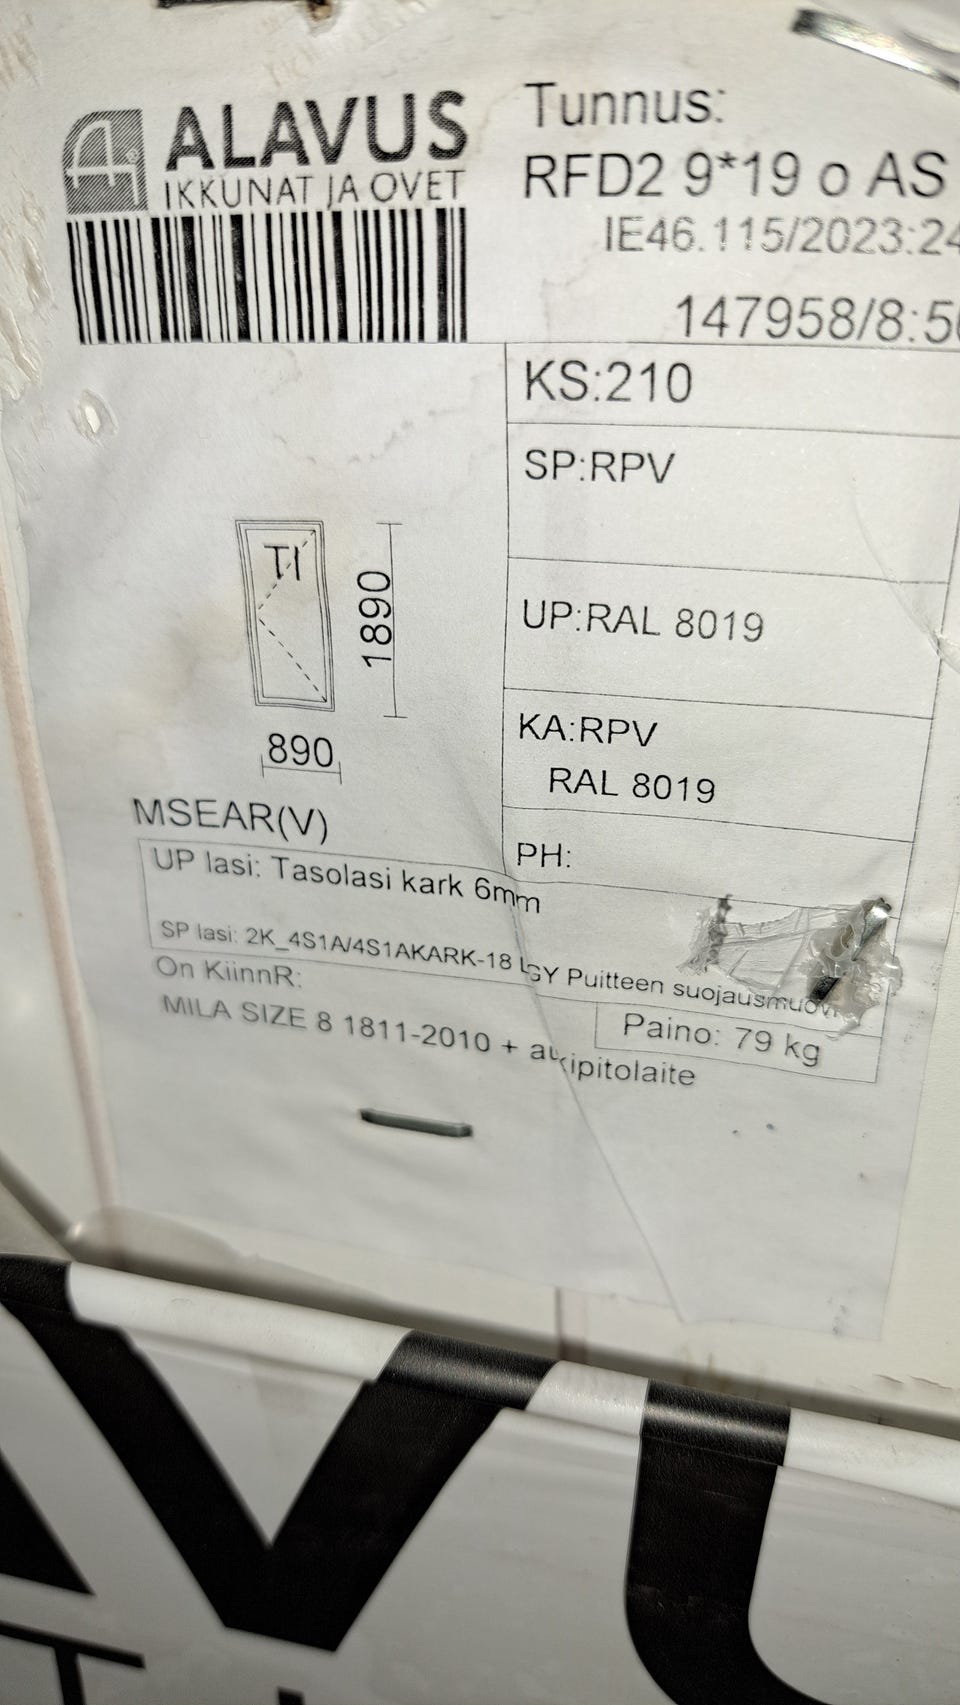 ALAVUS
IKKUNAT JA OVET
Tunnus:
RFD2 9*19 o AS
IE46.115/2023:24
147958/8:50
KS:210
SP:RPV
UP:RAL 8019
KA:RPV
RAL 8019
PH:
TI
1890
890
MSEAR(V)
UP lasi: Tasolasi kark 6mm
SP lasi: 2K_4S1A/4S1AKARK-18 Puitteen
On KiinnR:
Paino: 79 kg
MILA SIZE 8 1811-2010 +